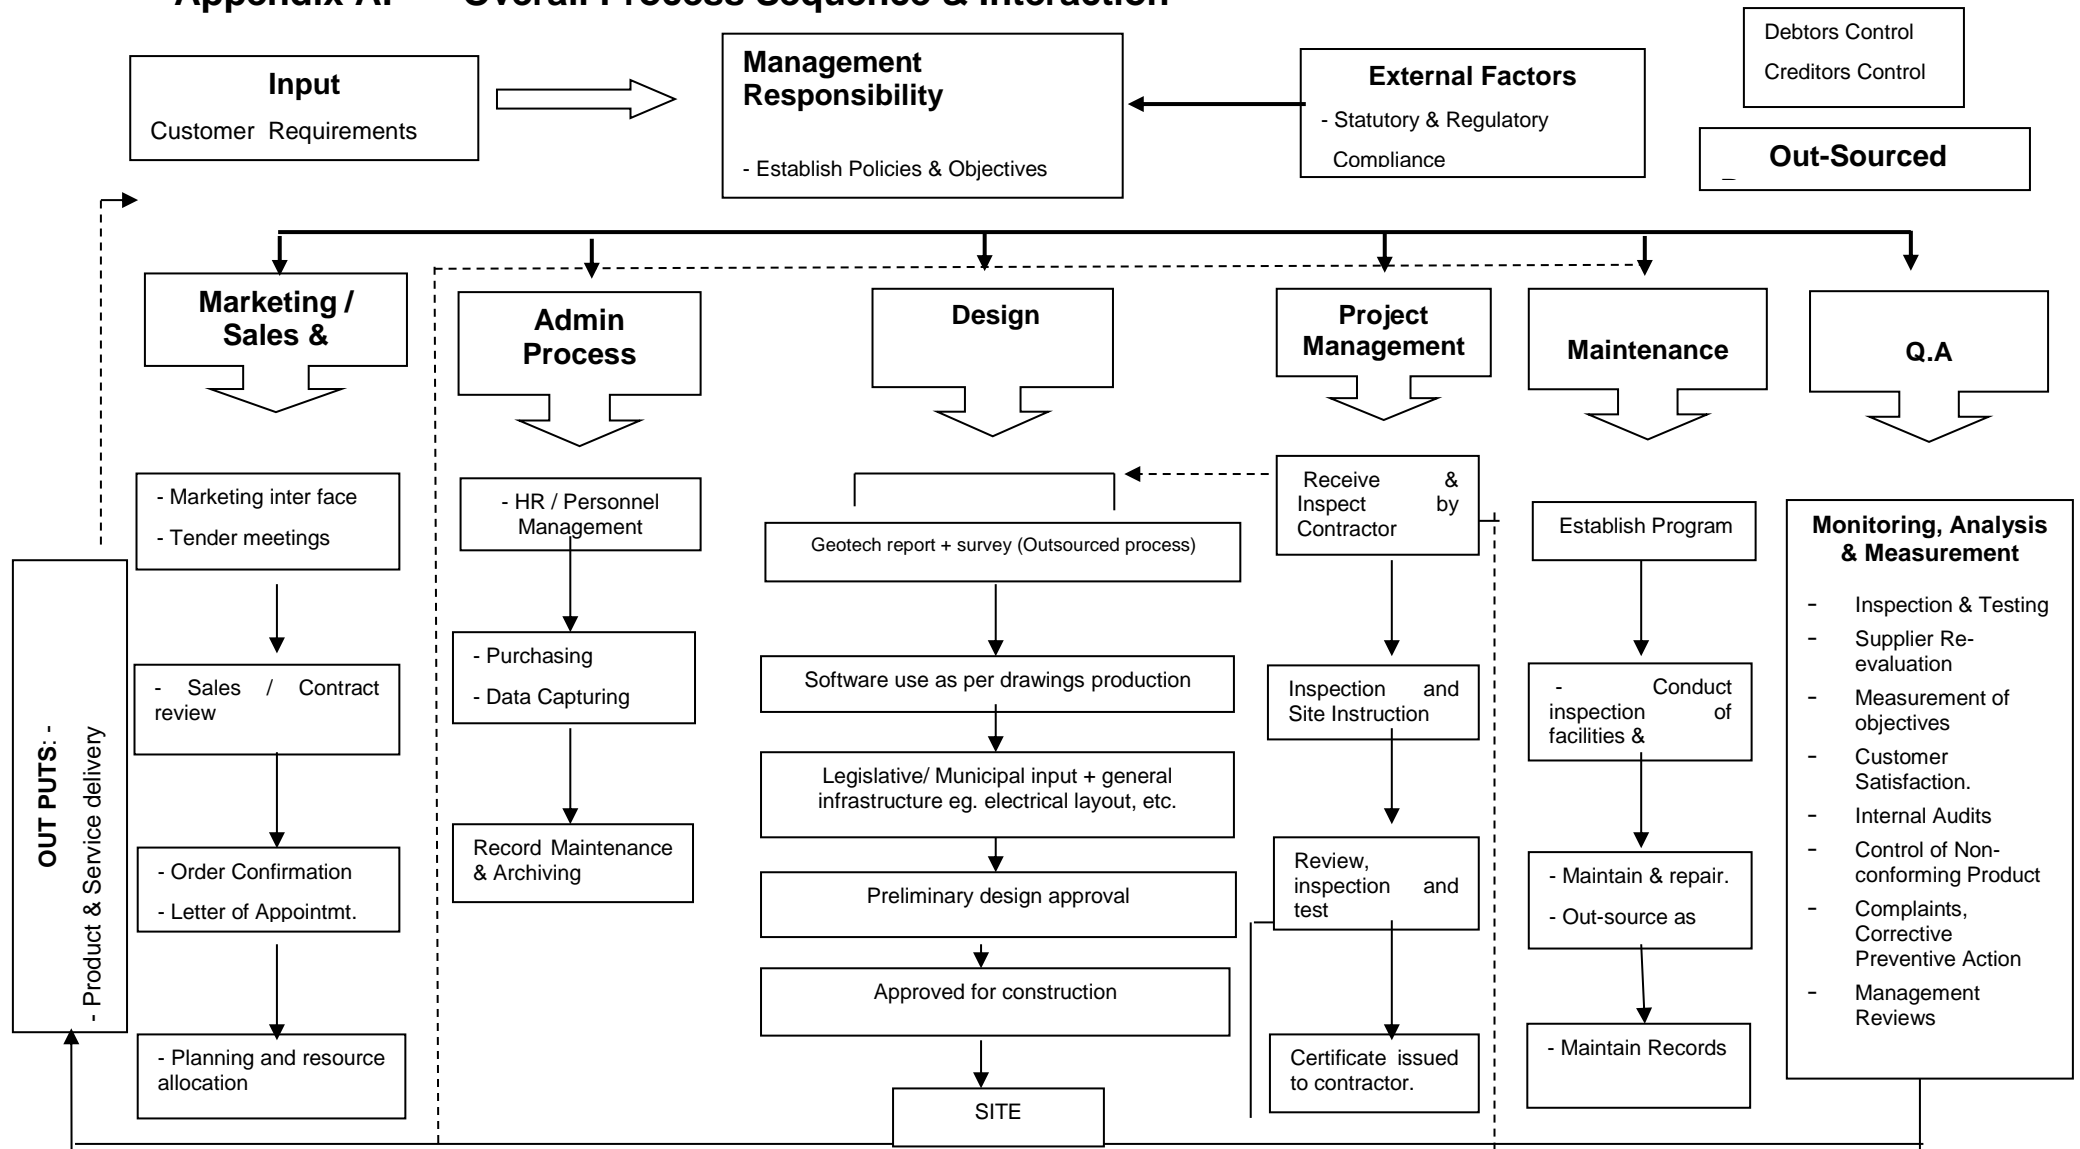 Appendix A: Overall Process Sequence & Interaction
Debtors Control
Creditors Control
Input
Customer Requirements
Management
Responsibility
- Establish Policies & Objectives
External Factors
- Statutory & Regulatory
Compliance
Out-Sourced
Marketing /
Sales &
Admin
Process
Design
Project
Management
Maintenance
Q.A
- Marketing inter face
- Tender meetings
- Sales / Contract
review
- Order Confirmation
- Letter of Appointmt.
- Planning and resource
allocation
- HR / Personnel
Management
- Purchasing
- Data Capturing
Record Maintenance
& Archiving
Geotech report + survey (Outsourced process)
Software use as per drawings production
Legislative/ Municipal input + general
infrastructure eg. electrical layout, etc.
Preliminary design approval
Approved for construction
SITE
Receive &
Inspect by
Contractor
Inspection and
Site Instruction
Review,
inspection and
test
Certificate issued
to contractor.
Establish Program
- Conduct
inspection of
facilities &
- Maintain & repair.
- Out-source as
- Maintain Records
Monitoring, Analysis
& Measurement
- Inspection & Testing
- Supplier Re-
evaluation
- Measurement of
objectives
- Customer
Satisfaction.
- Internal Audits
- Control of Non-
conforming Product
- Complaints,
Corrective
Preventive Action
- Management
Reviews
OUT PUTS: -
- Product & Service delivery